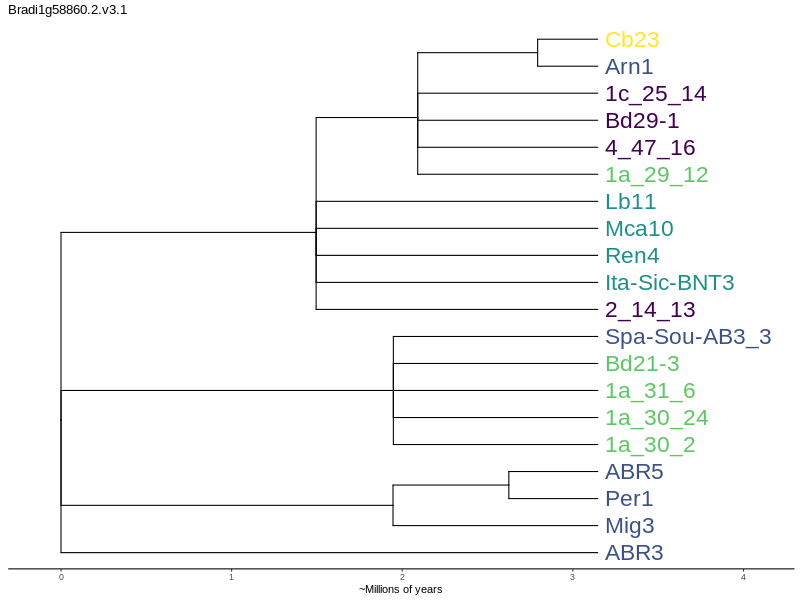 Bradi1g58860.2.v3.1
Cb23
Arn1
1c_25_14
Bd29-1
4_47_16
1a_29_12
Lb11
Mca10
Ren4
Ita-Sic-BNT3
2_14_13
Spa-Sou-AB3_3
Bd21-3
1a_31_6
1a_30_24
1a_30_2
ABR5
Per1
Mig3
ABR3
0 1 2 3 4
~Millions of years